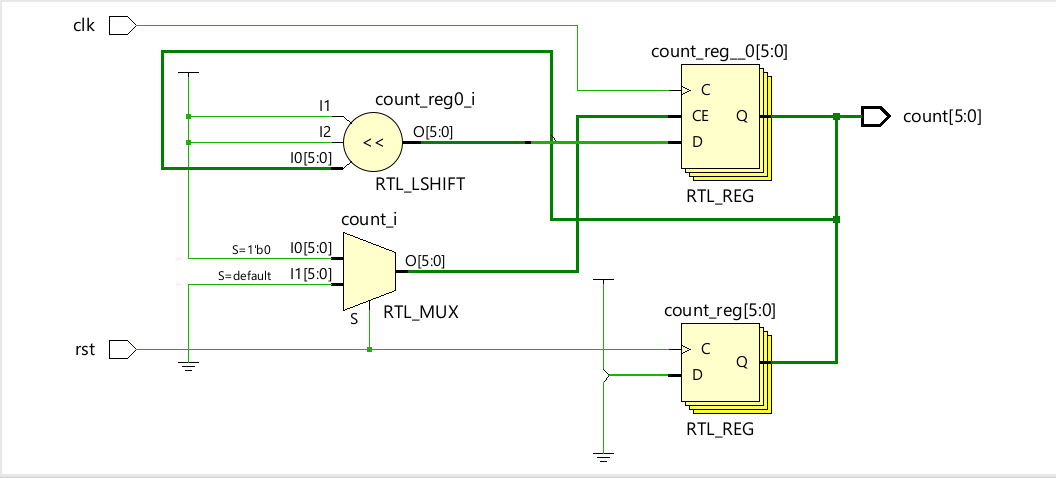 clk
count_reg__0[5:0]
count_reg0_i
C
I1
CE
Q
count[5:0]
I2
<<
O[5:0]
D
I0[5:0]
RTL_LSHIFT
RTL_REG
count_i
S=1'b0
I0[5:0]
O[5:0]
S=default
I1[5:0]
RTL_MUX
S
count_reg[5:0]
rst
C
Q
D
RTL_REG